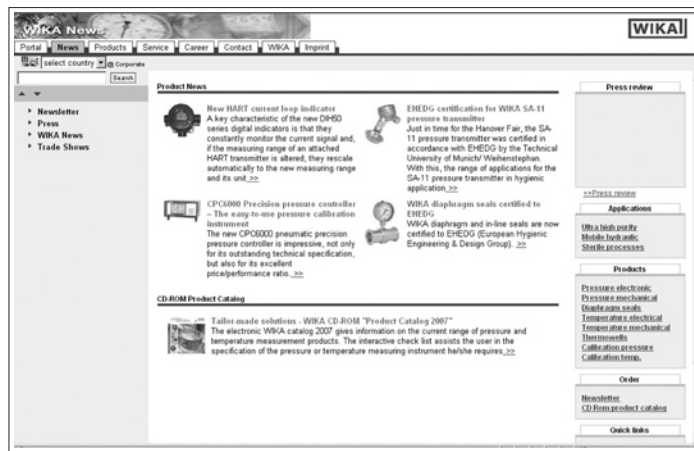 WIKA News
WIKA
Portal News Products Service Career Contact WIKA Imprint
select country Corporate
Search
Newsletter
Press
WIKA News
Trade Shows
Product News
New HART current loop indicator
A key characteristic of the new DIH50
series digital indicators is that they
constantly monitor the current signal and,
if the measuring range of an attached
HART transmitter is altered, they rescale
automatically to the new measuring range
and its unit. >>
EHEDG certification for WIKA SA-11
pressure transmitter
Just in time for the Hanover Fair, the SA-
11 pressure transmitter was certified in
accordance with EHEDG by the Technical
University of Munich/ Weihenstephan.
With this, the range of applications for the
SA-11 pressure transmitter in hygienic
application. >>
CPC6000 Precision pressure controller
– The easy-to-use pressure calibration
instrument
The new CPC6000 pneumatic precision
pressure controller is impressive, not only
for its outstanding technical specification,
but also for its excellent
price/performance ratio. >>
WIKA diaphragm seals certified to
EHEDG
WIKA diaphragm and in-line seals are now
certified to EHEDG (European Hygienic
Engineering & Design Group). >>
CD-ROM Product Catalog
Tailor-made solutions - WIKA CD-ROM "Product Catalog 2007"
The electronic WIKA catalog 2007 gives information on the current range of pressure and
temperature measurement products. The interactive check list assists the user in the
specification of the pressure or temperature measuring instrument he/she requires. >>
Press review
>>Press review
Applications
Ultra high purity
Mobile hydraulic
Sterile processes
Products
Pressure electronic
Pressure mechanical
Diaphragm seals
Temperature electrical
Temperature mechanical
Thermowells
Calibration pressure
Calibration temp.
Order
Newsletter
CD-Rom product catalog
Quick links